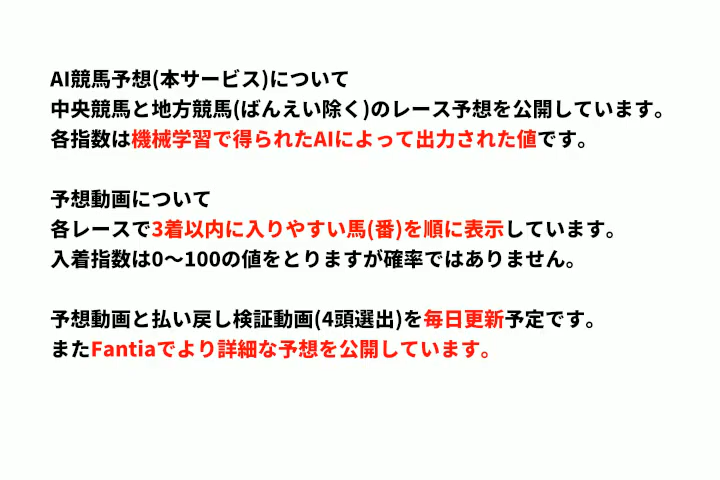 AI競馬予想(本サービス)について
中央競馬と地方競馬(ばんえい除く)のレース予想を公開しています。
各指数は機械学習で得られたAIによって出力された値です。
予想動画について
各レースで3着以内に入りやすい馬(番)を順に表示しています。
入着指数は0〜100の値をとりますが確率ではありません。
予想動画と払い戻し検証動画(4頭選出)を毎日更新予定です。
またFantiaでより詳細な予想を公開しています。